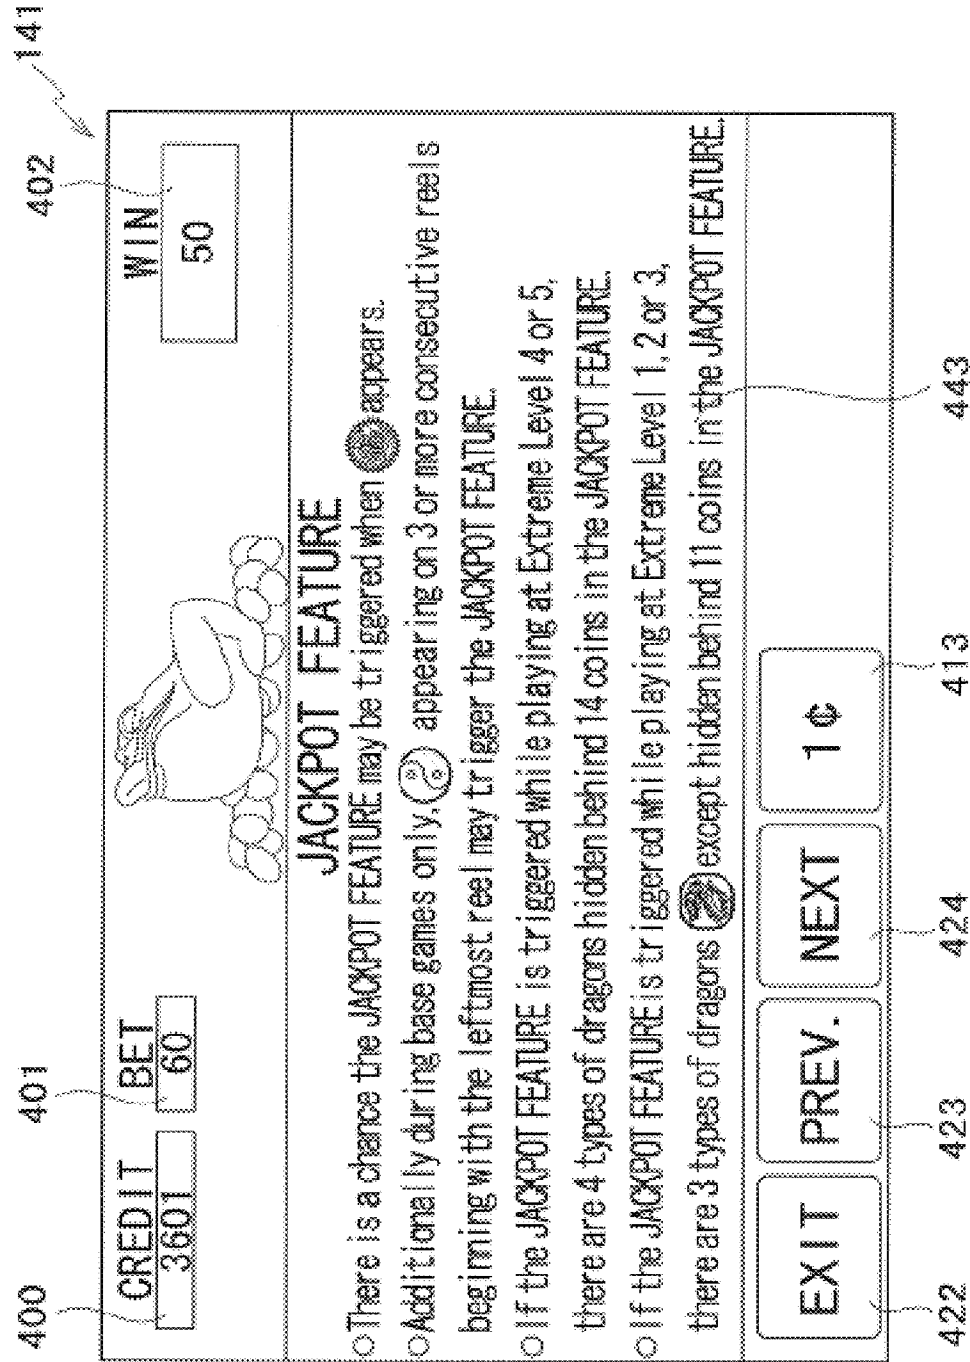 141
400
401
402
CREDIT
3601
BET
60
WIN
50
JACKPOT FEATURE
○There is a chance the JACKPOT FEATURE may be triggered when appears.
○Additionally during base games only, appearing on 3 or more consecutive reels
beginning with the leftmost reel may trigger the JACKPOT FEATURE.
○If the JACKPOT FEATURE is triggered while playing at Extreme Level 4 or 5,
there are 4 types of dragons hidden behind 14 coins in the JACKPOT FEATURE.
○If the JACKPOT FEATURE is triggered while playing at Extreme Level 1, 2 or 3,
there are 3 types of dragons except hidden behind 11 coins in the JACKPOT FEATURE.
443
EXIT
PREV.
NEXT
1¢
422
423
424
413